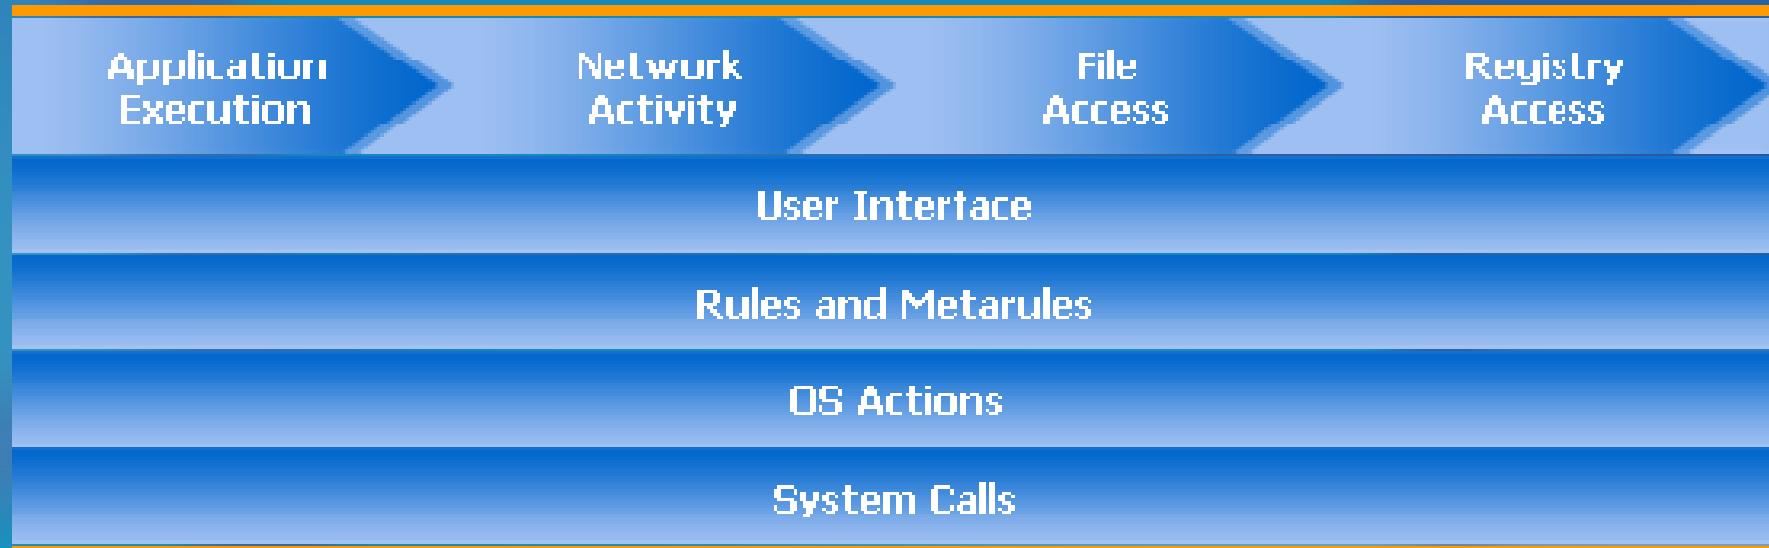 Application
Execution
Network
Activity
File
Access
Registry
Access
User Interface
Rules and Metarules
OS Actions
System Calls